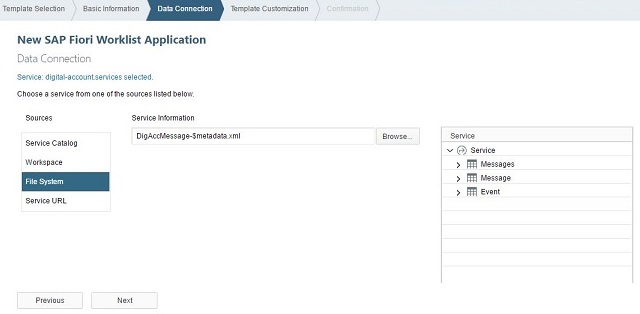 Template Selection Basic Information Data Connection Template Customization Confirmation
New SAP Fiori Worklist Application
Data Connection
Service: digital-account.services selected.
Choose a service from one of the sources listed below.
Sources
Service Catalog
Workspace
File System
Service URL
Service Information
DigAccMessage-$metadata.xml Browse...
Service
Service
Messages
Message
Event
Previous Next